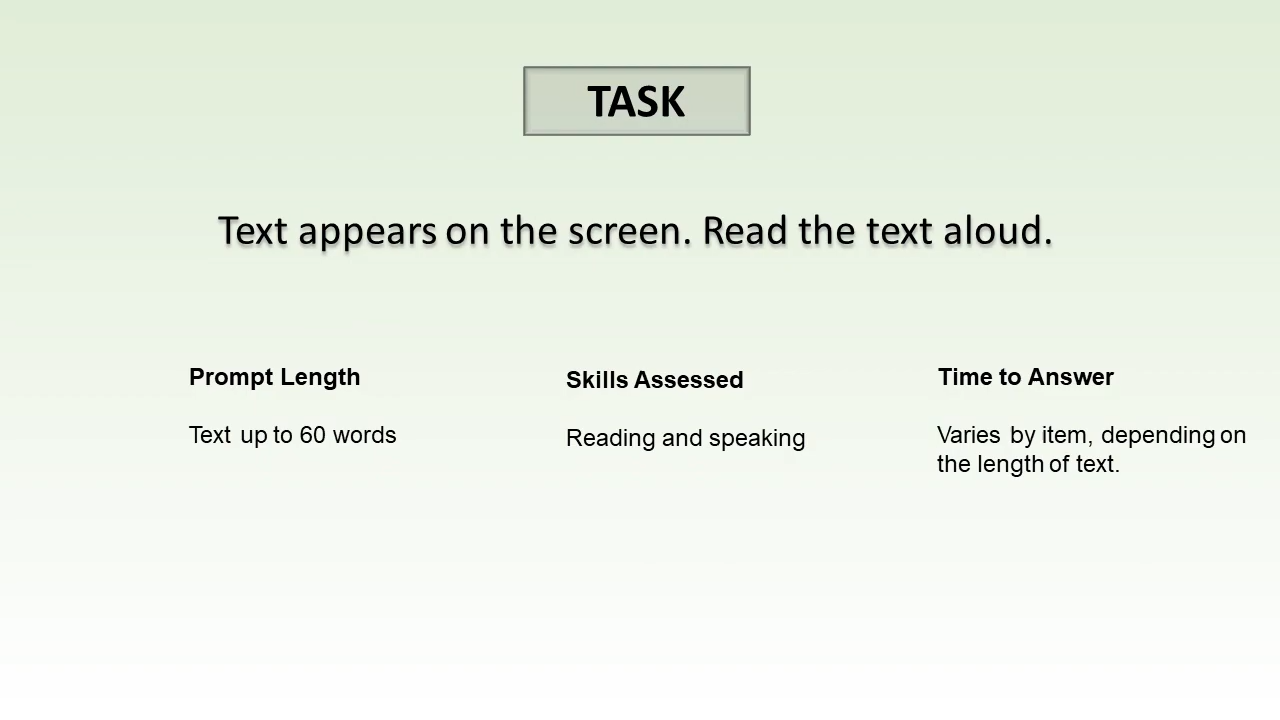 TASK
Text appears on the screen. Read the text aloud.
Prompt Length
Text up to 60 words
Skills Assessed
Reading and speaking
Time to Answer
Varies by item, depending on
the length of text.